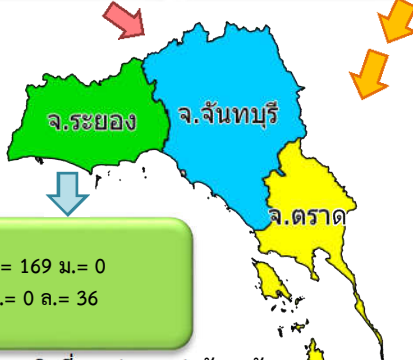 จ.ระยอง
จ.จันทบุรี
จ.ตราด
= 169 ม.= 0
.= 0 ล.= 36